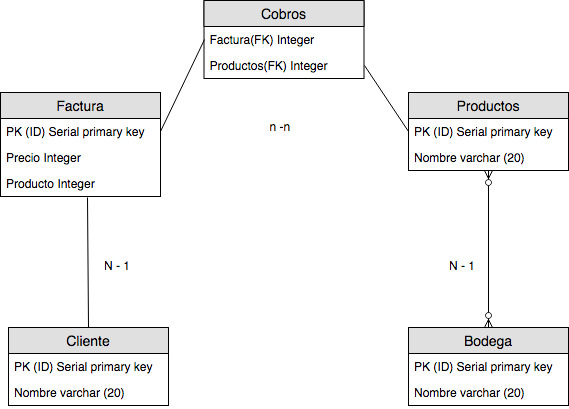 Cobros
Factura(FK) Integer
Productos(FK) Integer
Factura
PK (ID) Serial primary key
Precio Integer
Producto Integer
n -n
Productos
PK (ID) Serial primary key
Nombre varchar (20)
N - 1
N - 1
Cliente
PK (ID) Serial primary key
Nombre varchar (20)
Bodega
PK (ID) Serial primary key
Nombre varchar (20)